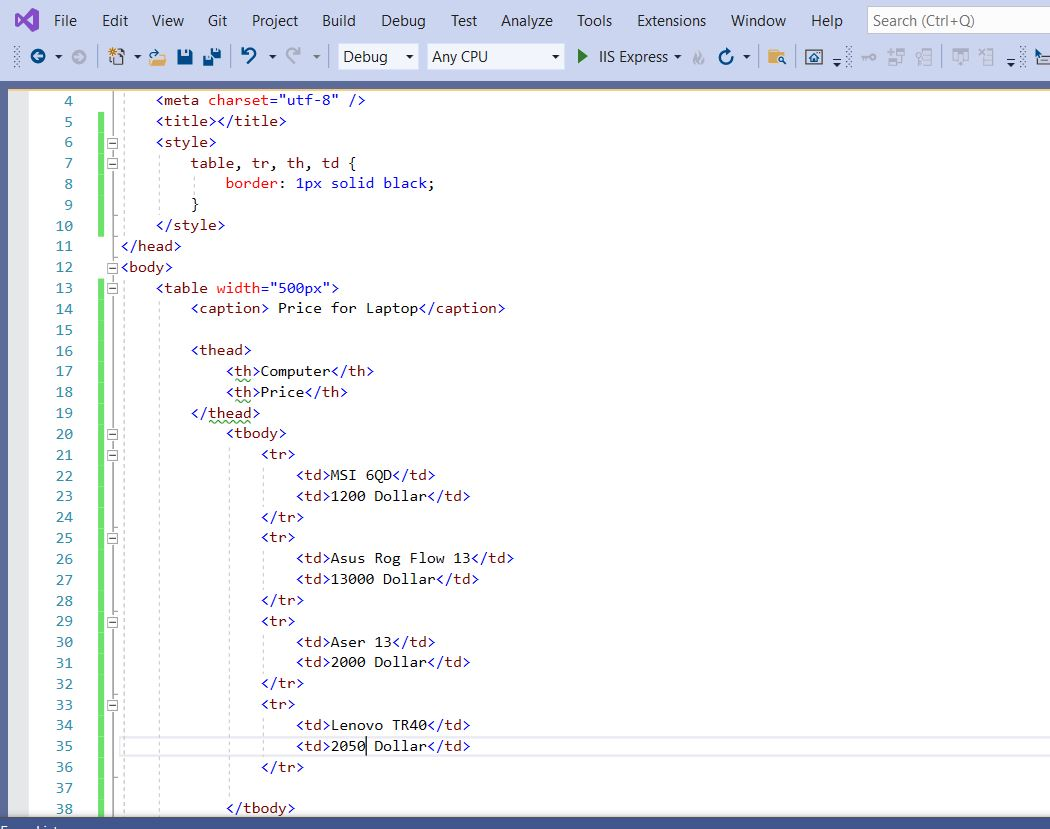 File Edit View Git Project Build Debug Test Analyze Tools Extensions Window Help Search (Ctrl+Q)
Debug Any CPU IIS Express
4 <meta charset="utf-8" />
5 <title></title>
6 <style>
7 table, tr, th, td {
8 border: 1px solid black;
9 }
10 </style>
11 </head>
12 <body>
13 <table width="500px">
14 <caption> Price for Laptop</caption>
15
16 <thead>
17 <th>Computer</th>
18 <th>Price</th>
19 </thead>
20 <tbody>
21 <tr>
22 <td>MSI 6QD</td>
23 <td>1200 Dollar</td>
24 </tr>
25 <tr>
26 <td>Asus Rog Flow 13</td>
27 <td>13000 Dollar</td>
28 </tr>
29 <tr>
30 <td>Aser 13</td>
31 <td>2000 Dollar</td>
32 </tr>
33 <tr>
34 <td>Lenovo TR40</td>
35 <td>2050 Dollar</td>
36 </tr>
37
38 </tbody>